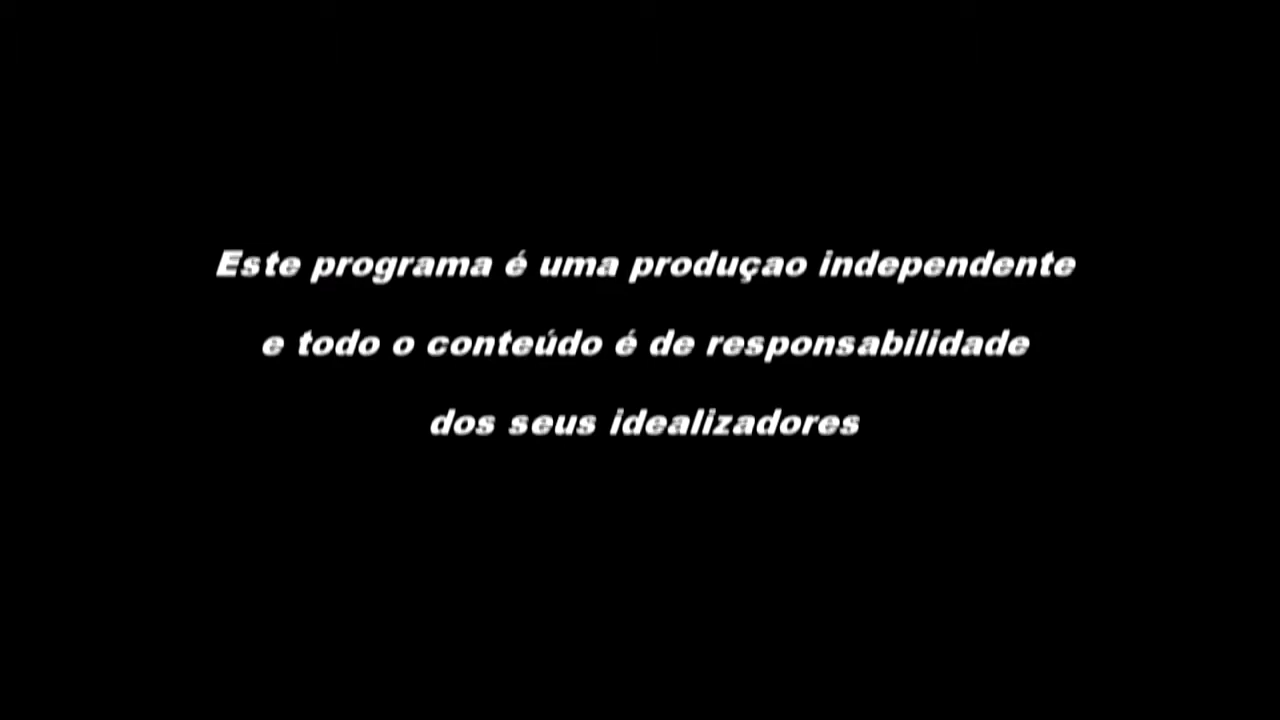 Este programa é uma produçao independente
e todo o conteúdo é de responsabilidade
dos seus idealizadores